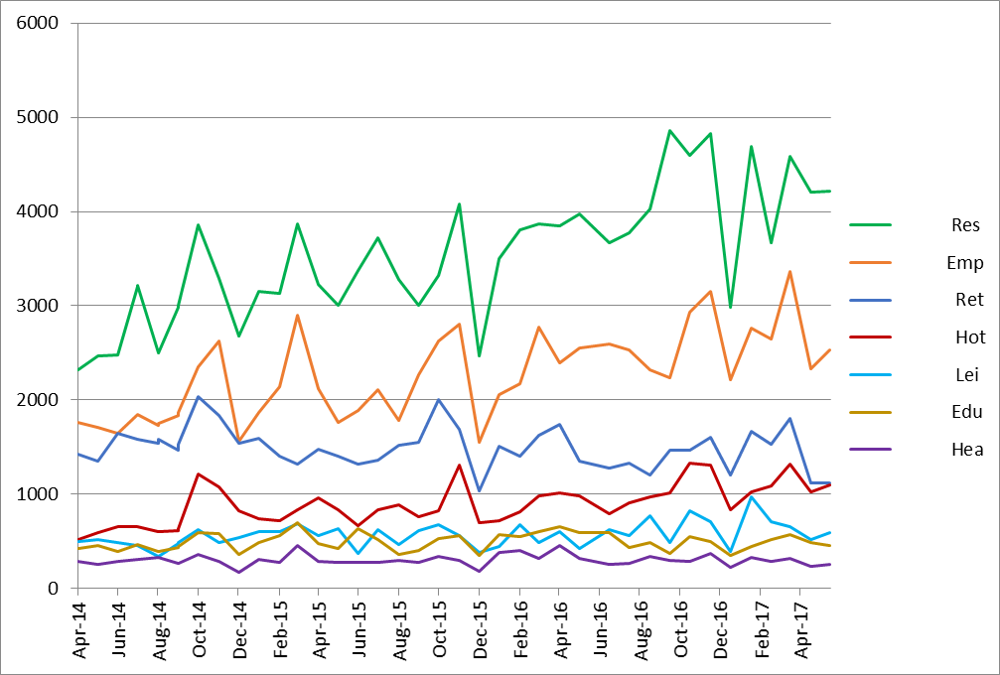 6000
5000
4000
3000
2000
1000
0
Apr-14
Jun-14
Aug-14
Oct-14
Dec-14
Feb-15
Apr-15
Jun-15
Aug-15
Oct-15
Dec-15
Feb-16
Apr-16
Jun-16
Aug-16
Oct-16
Dec-16
Feb-17
Apr-17
Res
Emp
Ret
Hot
Lei
Edu
Hea